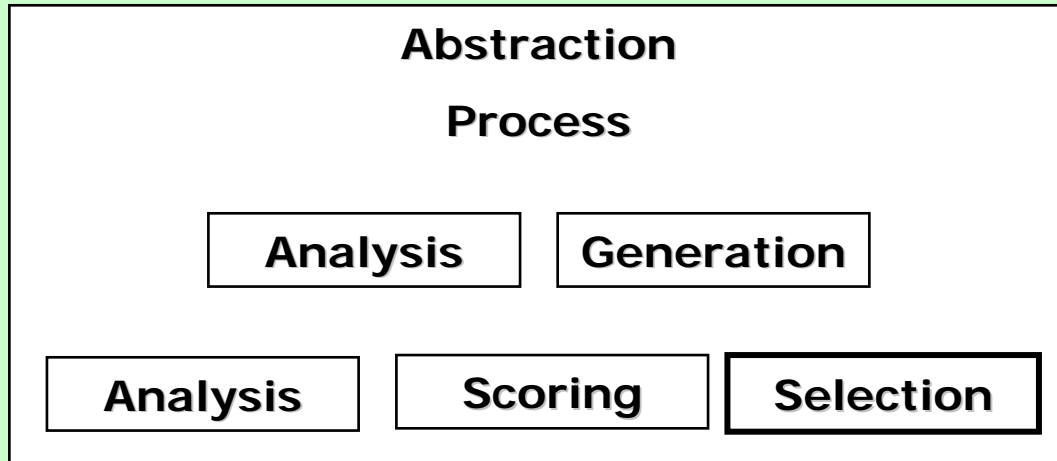 Abstraction
Process
Analysis Generation
Analysis Scoring Selection